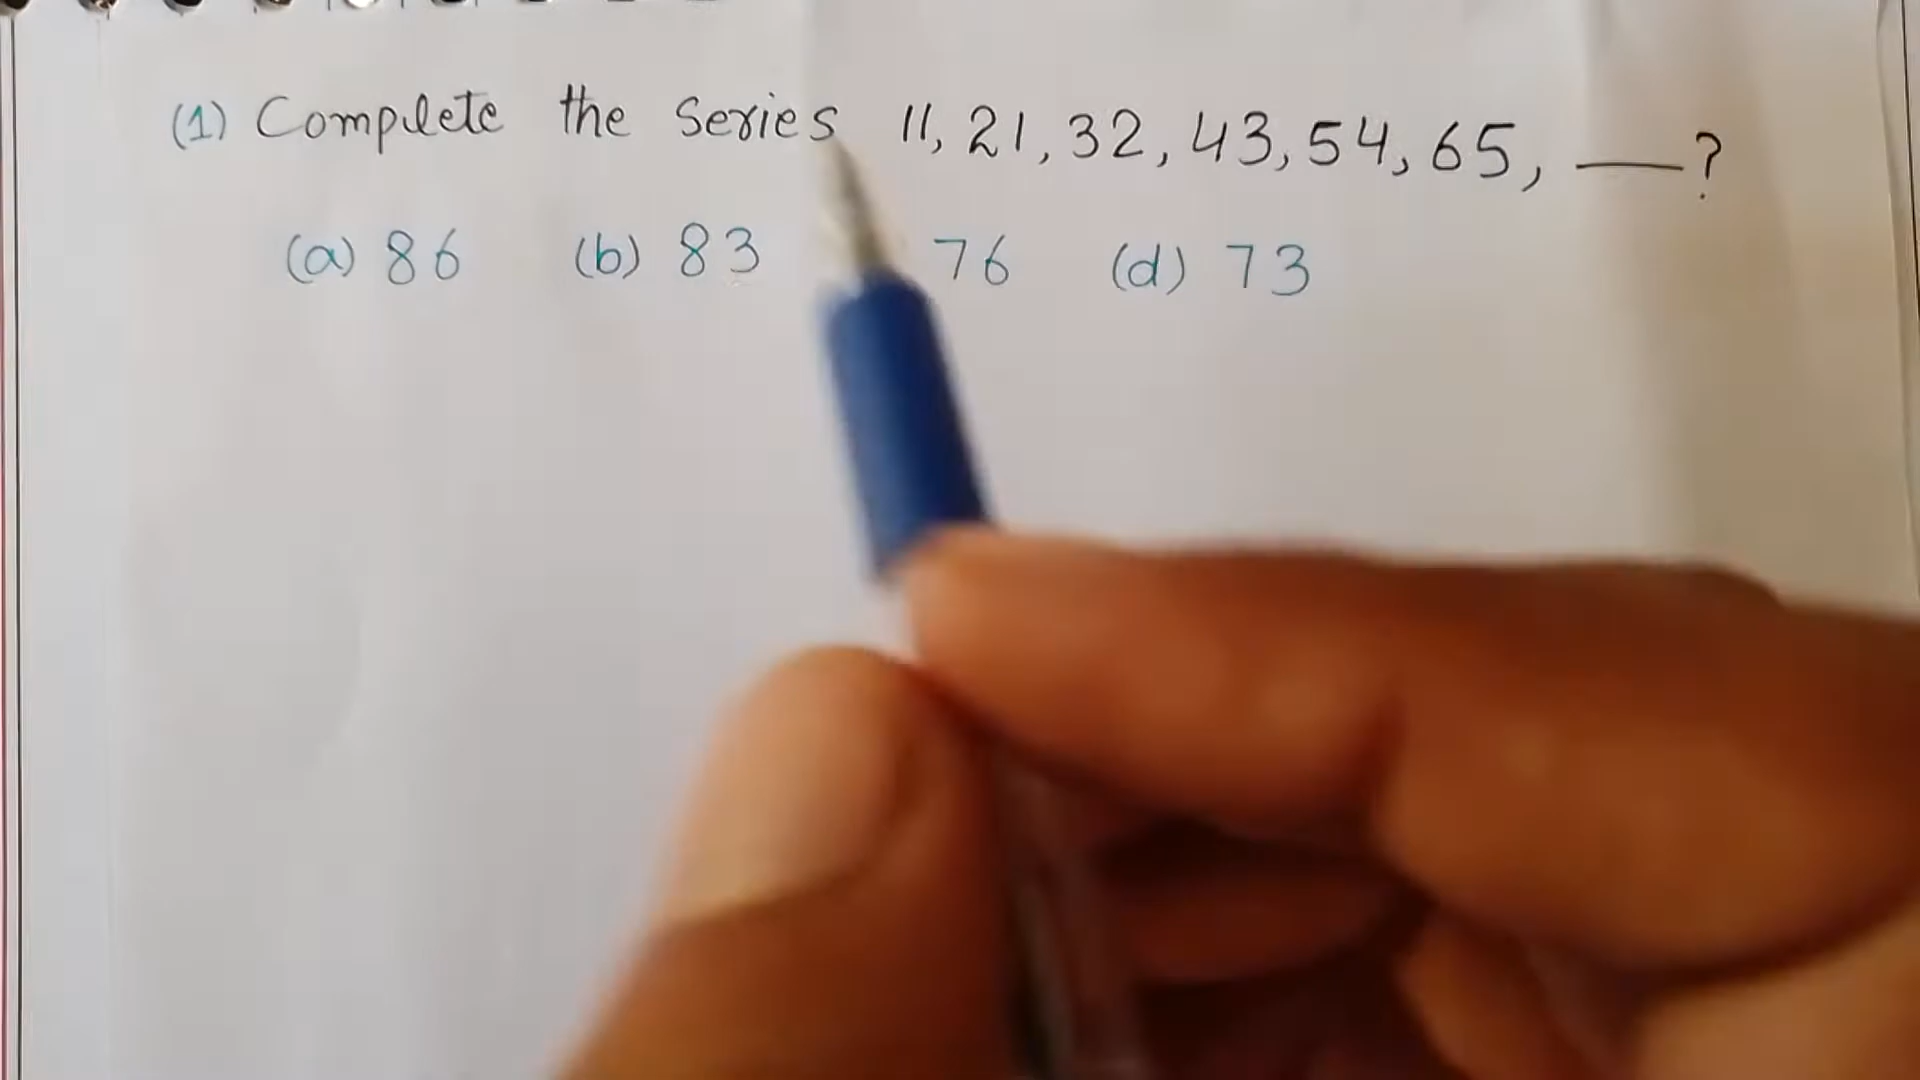 (1) Complete the series 11, 21, 32, 43, 54, 65, ___?
(a) 86 (b) 83 76 (d) 73